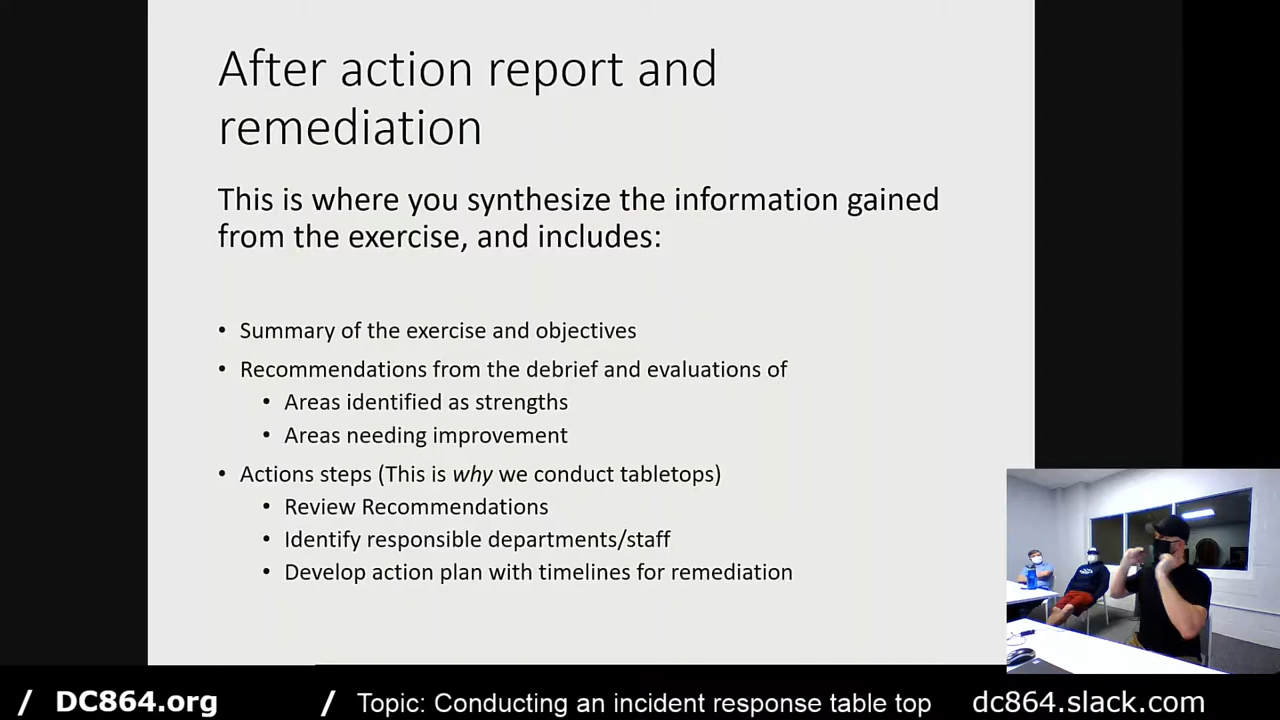 After action report and
remediation
This is where you synthesize the information gained
from the exercise, and includes:
• Summary of the exercise and objectives
• Recommendations from the debrief and evaluations of
• Areas identified as strengths
• Areas needing improvement
• Actions steps (This is why we conduct tabletops)
• Review Recommendations
• Identify responsible departments/staff
• Develop action plan with timelines for remediation
/ DC864.org / Topic: Conducting an incident response table top dc864.slack.com